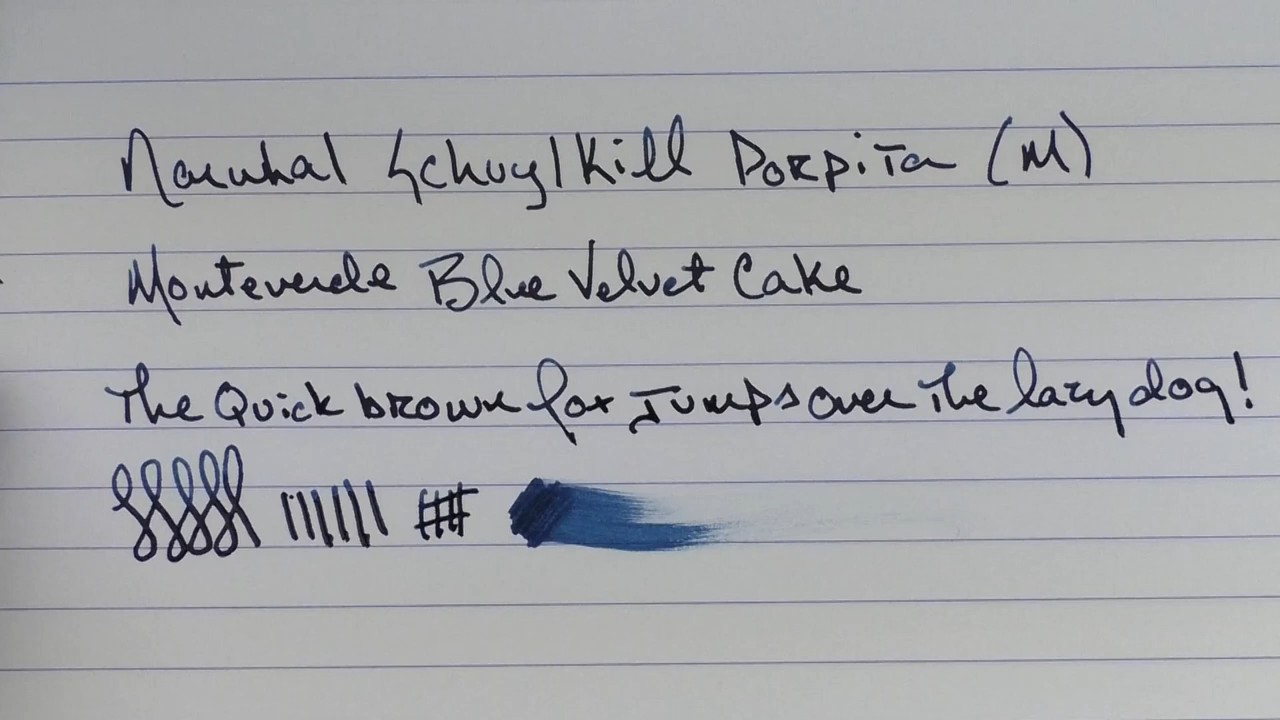 Narwhal Schuylkill Porpita (M)
Monteverde Blue Velvet Cake
The Quick brown fox Jumps over The lazy dog!